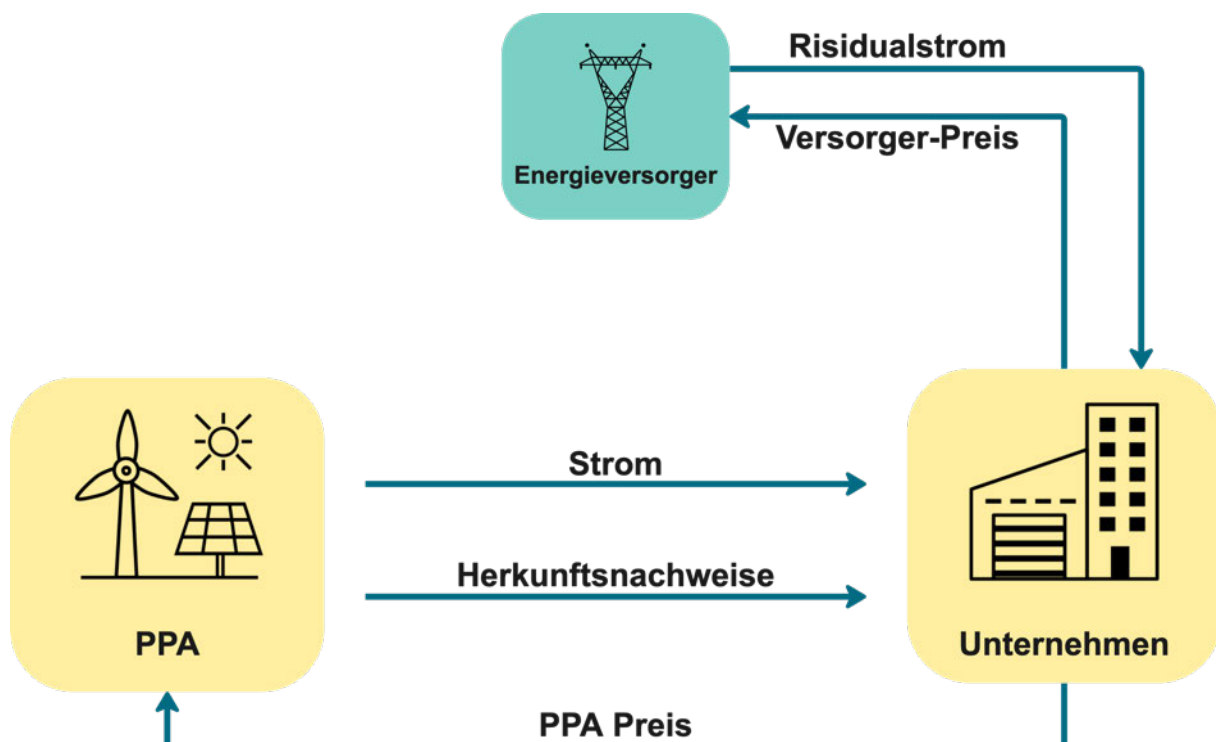 Risidualstrom
Versorger-Preis
Energieversorger
Strom
Herkunftsnachweise
PPA
Unternehmen
PPA Preis